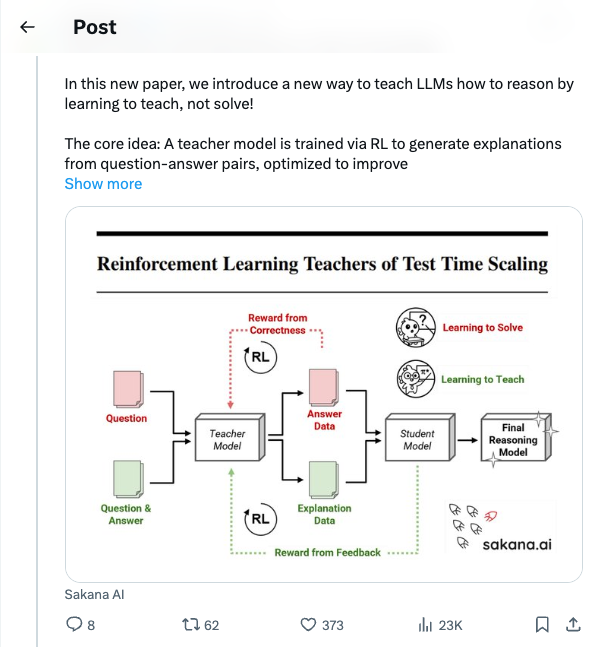 Post
In this new paper, we introduce a new way to teach LLMs how to reason by
learning to teach, not solve!
The core idea: A teacher model is trained via RL to generate explanations
from question-answer pairs, optimized to improve
Show more
Reinforcement Learning Teachers of Test Time Scaling
Reward from
Correctness
RL
?
Learning to Solve
Learning to Teach
Question
Teacher
Model
Answer
Data
Student
Model
Final
Reasoning
Model
Question &
Answer
RL
Explanation
Data
Reward from Feedback
sakana.ai
Sakana AI
8
62
373
23K